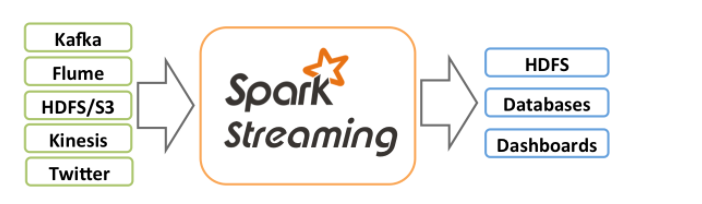 Kafka
Flume
HDFS/S3
Kinesis
Twitter
Spark
Streaming
HDFS
Databases
Dashboards